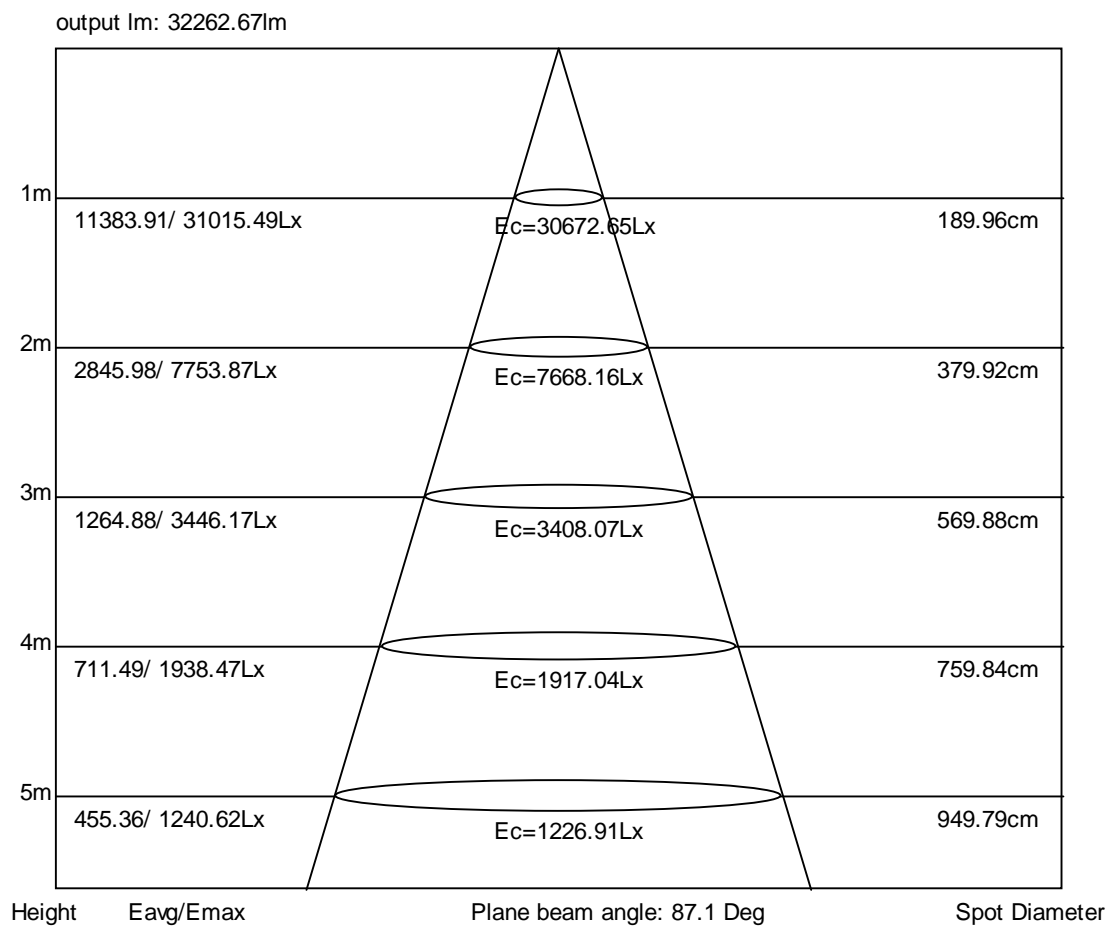 output lm: 32262.67lm
1m
11383.91/ 31015.49Lx
Ec=30672.65Lx
189.96cm
2m
2845.98/ 7753.87Lx
Ec=7668.16Lx
379.92cm
3m
1264.88/ 3446.17Lx
Ec=3408.07Lx
569.88cm
4m
711.49/ 1938.47Lx
Ec=1917.04Lx
759.84cm
5m
455.36/ 1240.62Lx
Ec=1226.91Lx
949.79cm
Height Eavg/Emax Plane beam angle: 87.1 Deg Spot Diameter